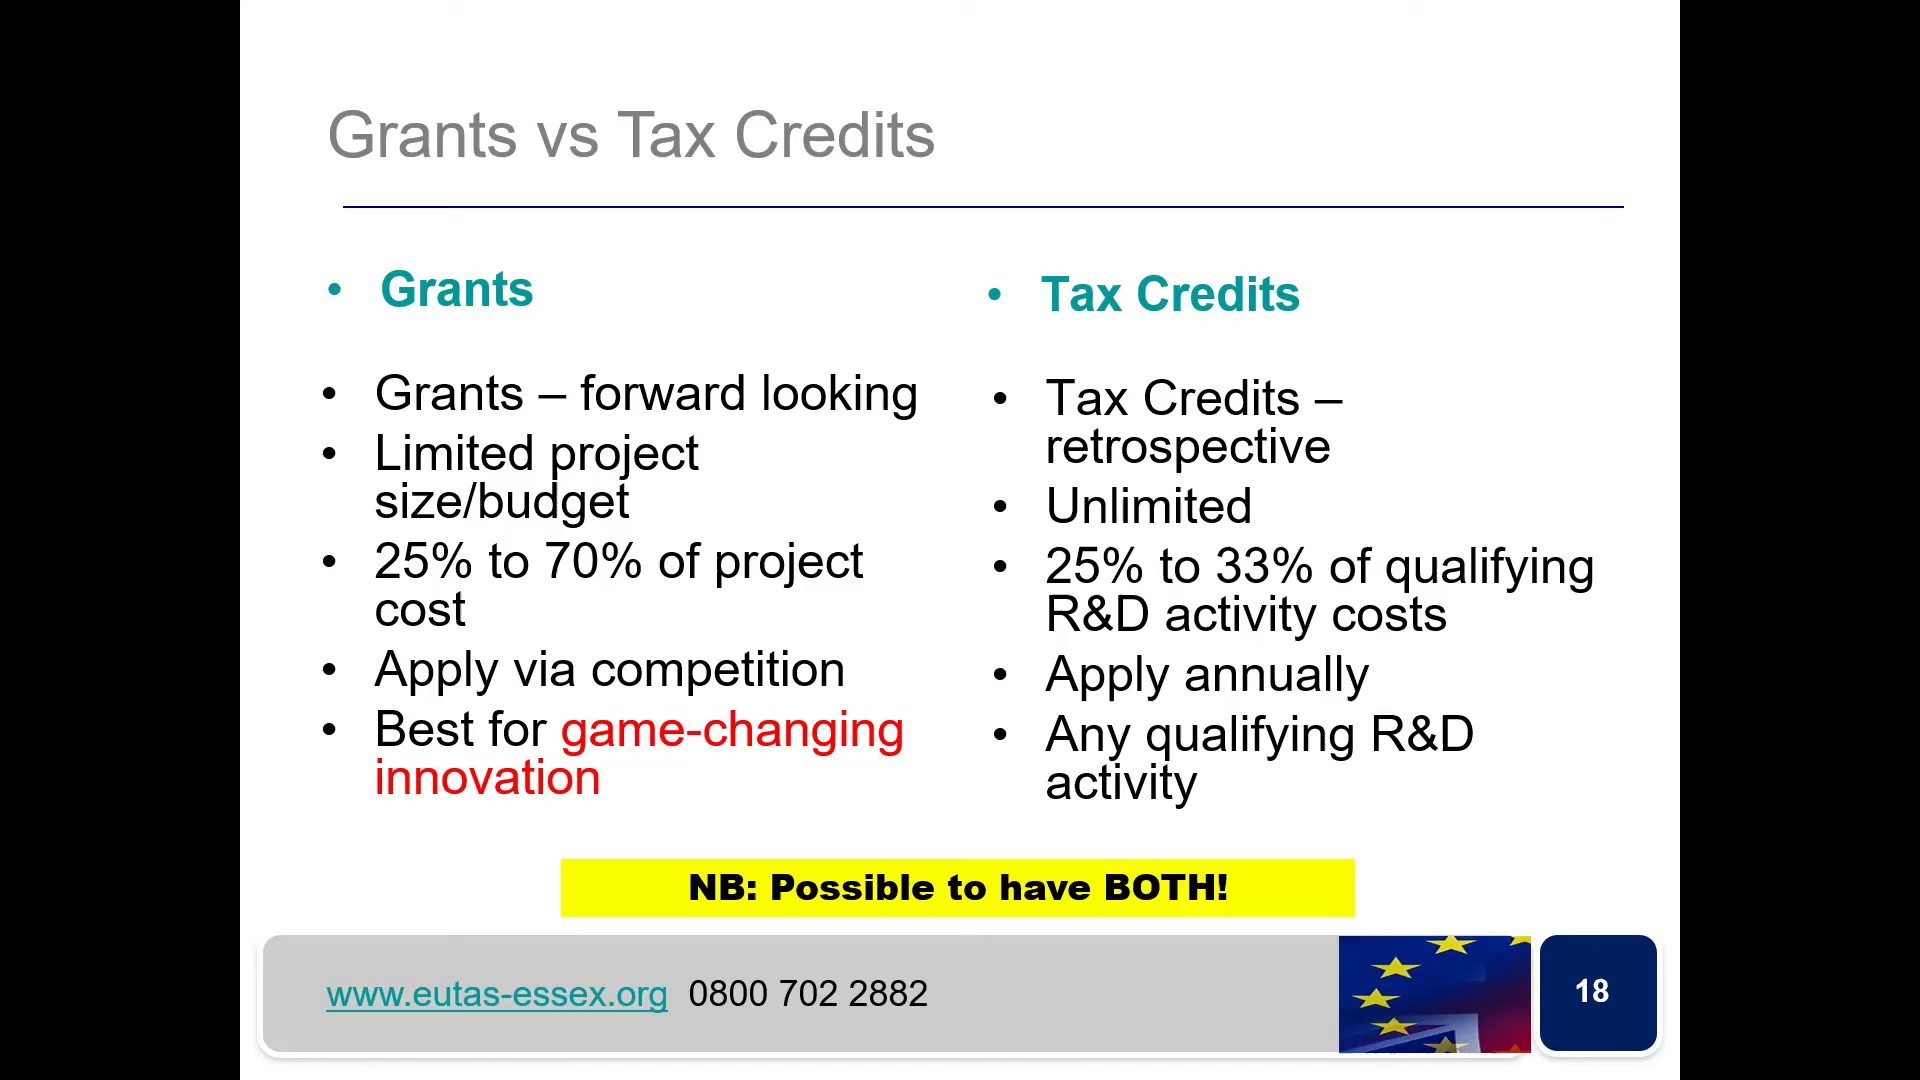 Grants vs Tax Credits
• Grants
• Grants – forward looking
• Limited project
size/budget
• 25% to 70% of project
cost
• Apply via competition
• Best for game-changing
innovation
• Tax Credits
• Tax Credits –
retrospective
• Unlimited
• 25% to 33% of qualifying
R&D activity costs
• Apply annually
• Any qualifying R&D
activity
NB: Possible to have BOTH!
www.eutas-essex.org 0800 702 2882
18